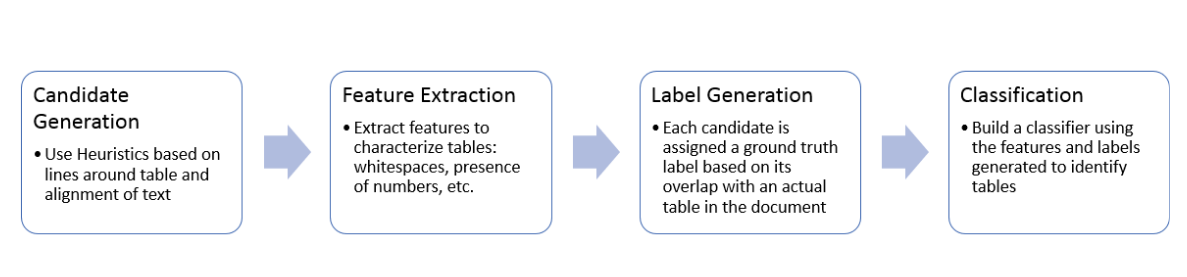 Candidate
Generation
• Use Heuristics based on
lines around table and
alignment of text
Feature Extraction
• Extract features to
characterize tables:
whitespaces, presence
of numbers, etc.
Label Generation
• Each candidate is
assigned a ground truth
label based on its
overlap with an actual
table in the document
Classification
• Build a classifier using
the features and labels
generated to identify
tables